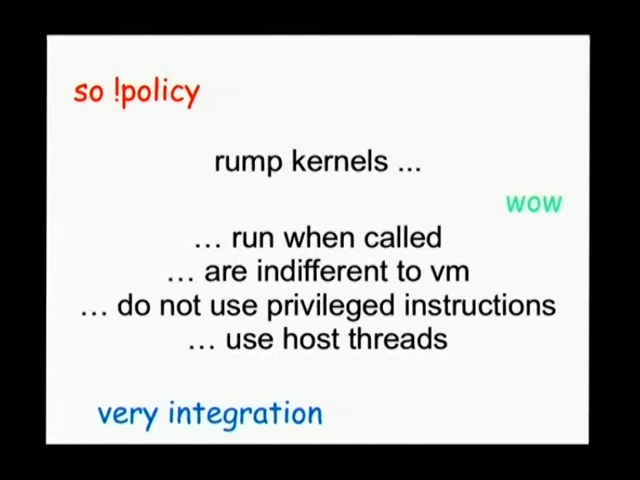 so !policy
rump kernels ...
wow
... run when called
... are indifferent to vm
... do not use privileged instructions
... use host threads
very integration